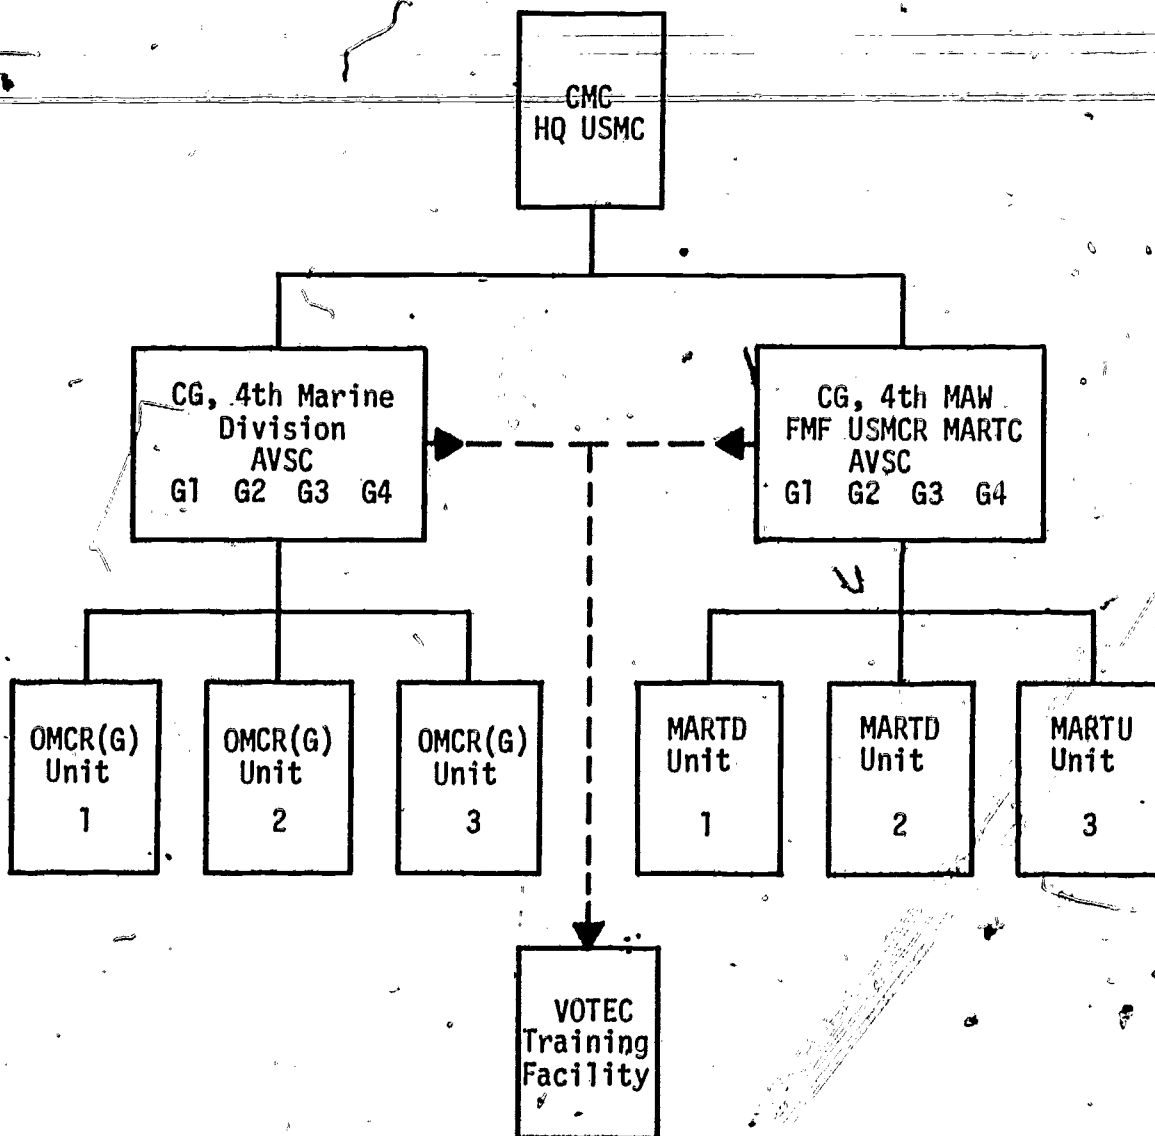 CMC
HQ USMC
CG, 4th Marine
Division
AVSC
G1 G2 G3 G4
CG, 4th MAW
FMF USMCR MARTC
AVSC
G1 G2 G3 G4
OMCR(G)
Unit
1
OMCR(G)
Unit
2
OMCR(G)
Unit
3
MARTD
Unit
1
MARTD
Unit
2
MARTU
Unit
3
VOTEC
Training
Facility